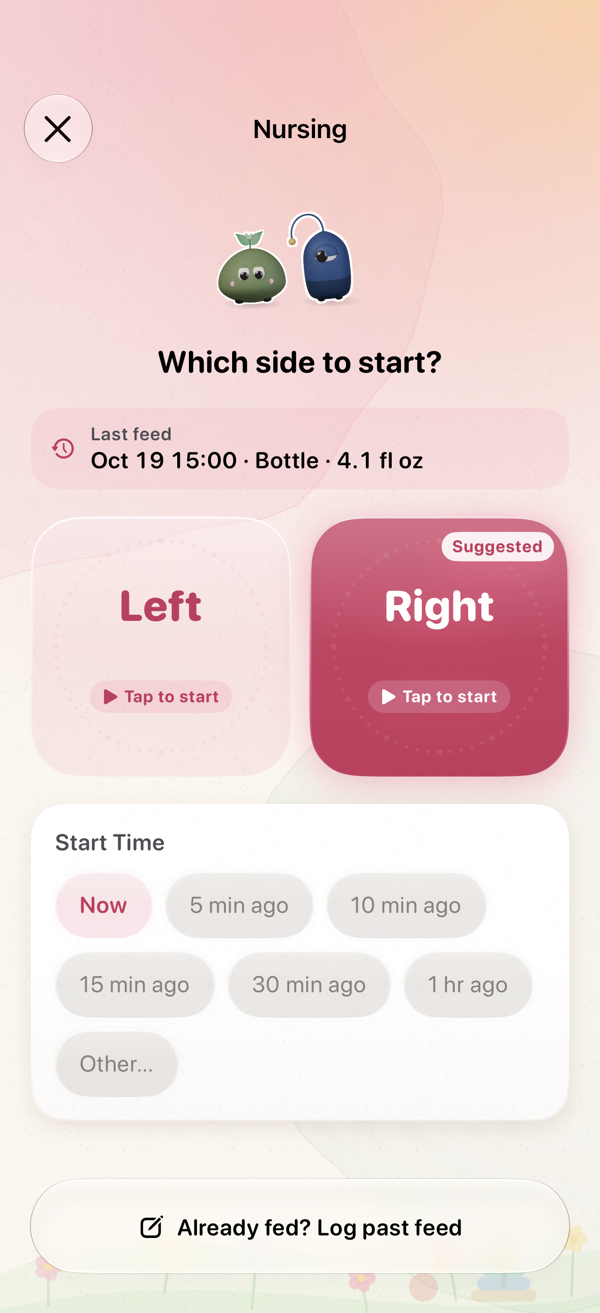 Nursing
Which side to start?
Last feed
Oct 19 15:00 · Bottle · 4.1 fl oz
Suggested
Left
Right
Tap to start
Tap to start
Start Time
Now
5 min ago
10 min ago
15 min ago
30 min ago
1 hr ago
Other...
Already fed? Log past feed